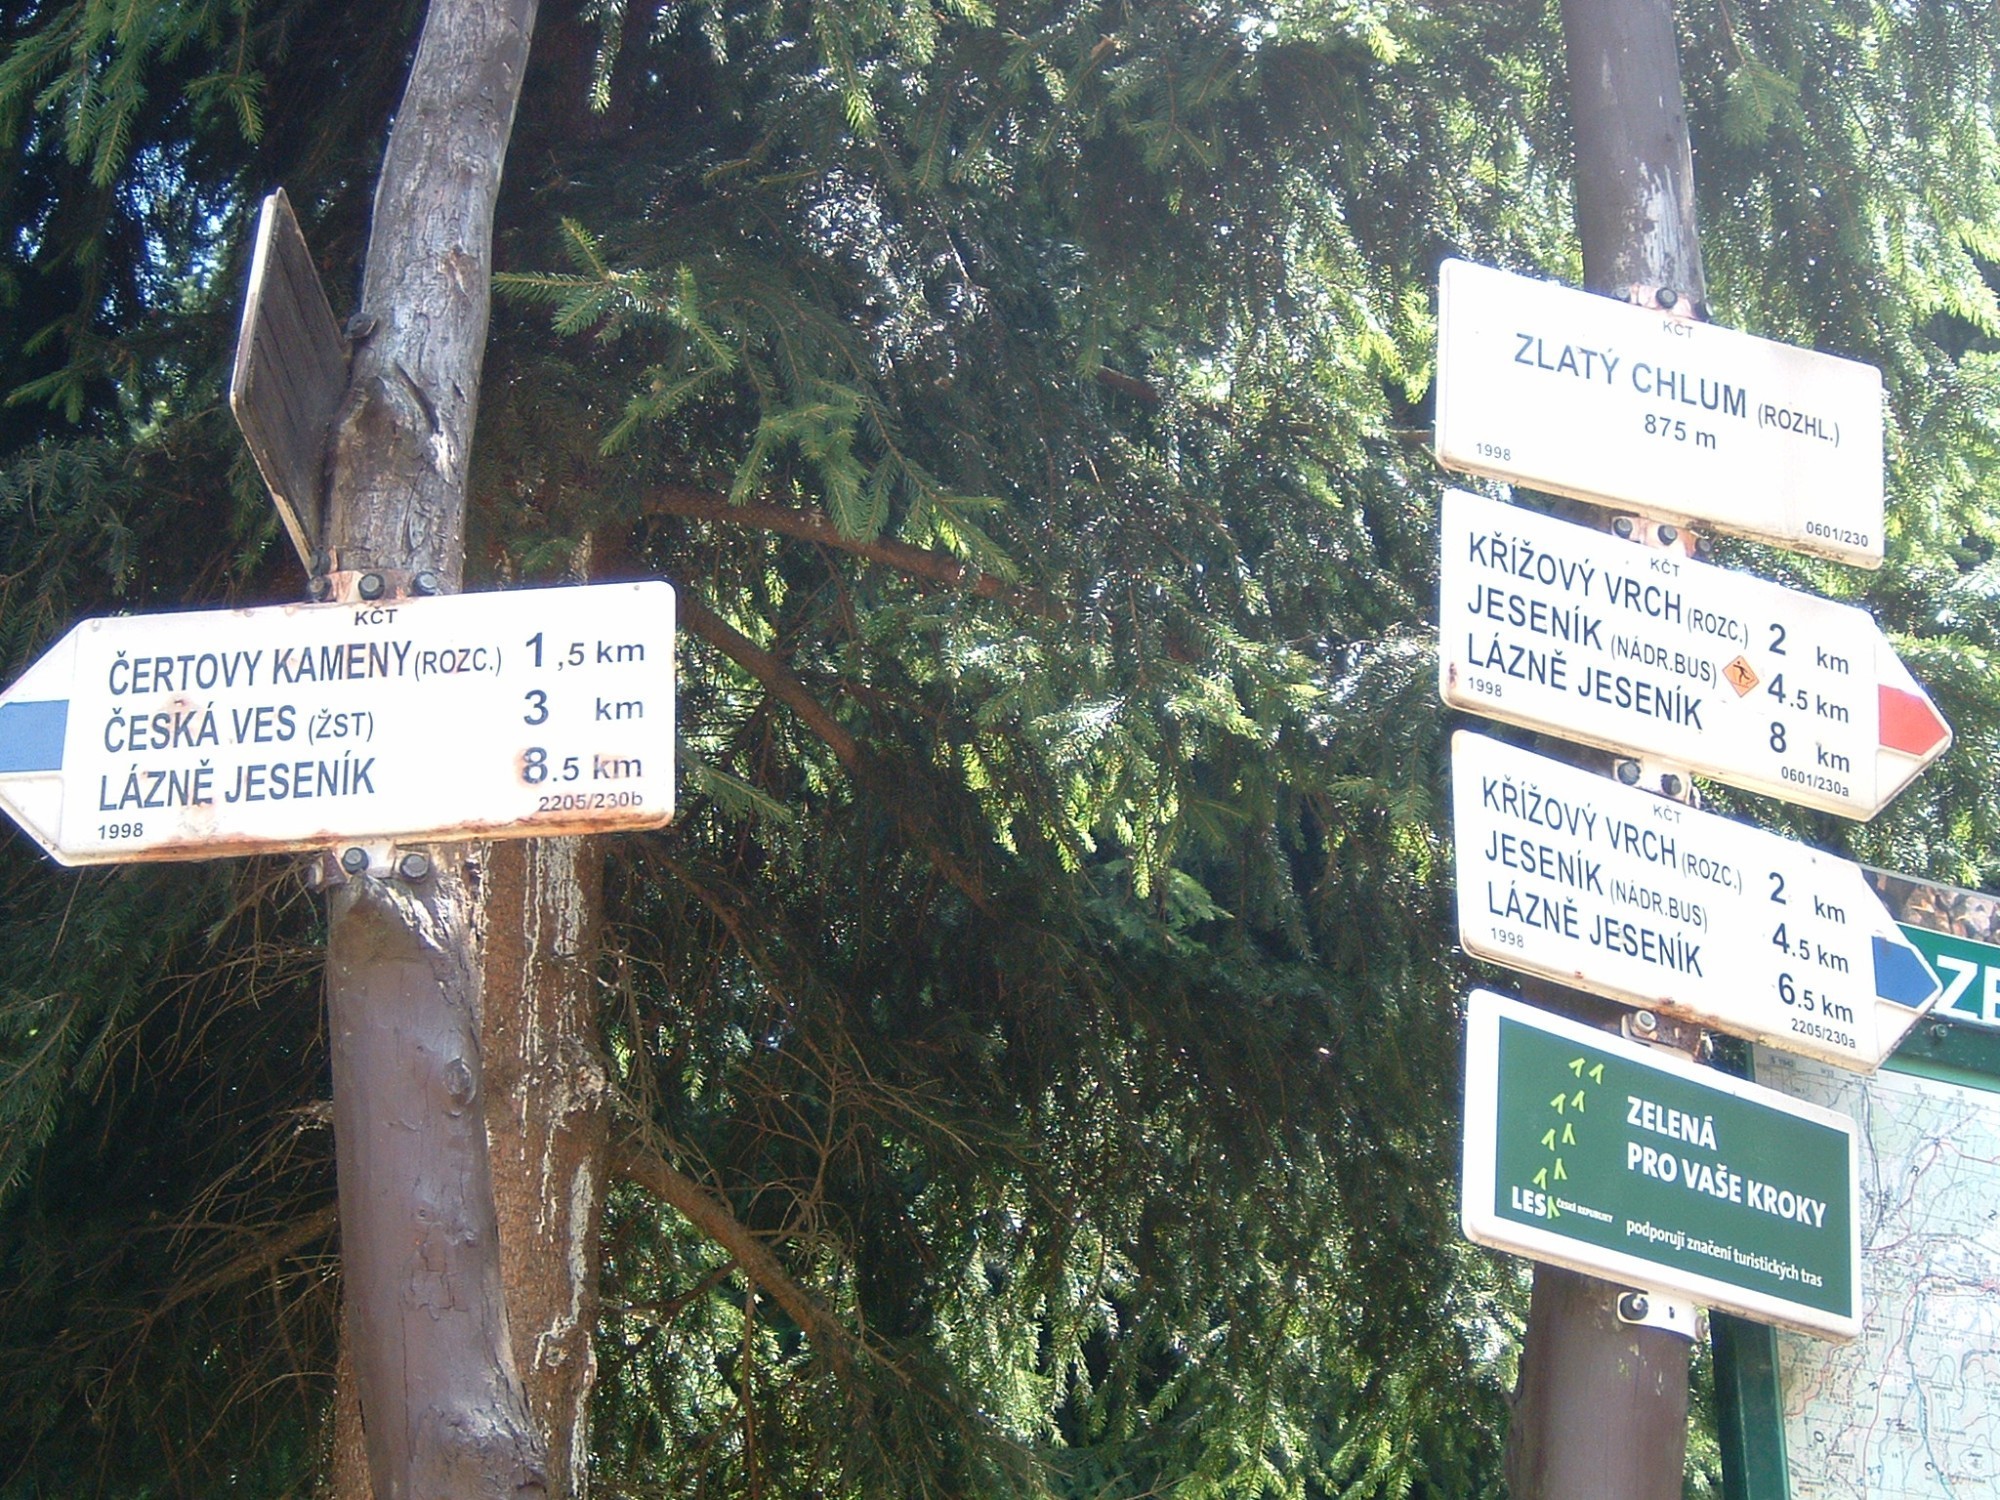 KČT
ČERTOVY KAMENY (ROZC.) 1,5 km
ČESKÁ VES (ŽST) 3 km
LÁZNĚ JESENÍK 8.5 km
1998 2205/230b
KČT
ZLATÝ CHLUM (ROZHL.)
875 m
1998 0601/230
KČT
KŘÍŽOVÝ VRCH (ROZC.) 2 km
JESENÍK (NÁDR.BUS) 4.5 km
LÁZNĚ JESENÍK 8 km
1998 0601/230a
KČT
KŘÍŽOVÝ VRCH (ROZC.) 2 km
JESENÍK (NÁDR.BUS) 4.5 km
LÁZNĚ JESENÍK 6.5 km
1998 2205/230a
ZELENÁ
PRO VAŠE KROKY
LESY ČESKÉ REPUBLIKY
podporují značení turistických tras
ZE